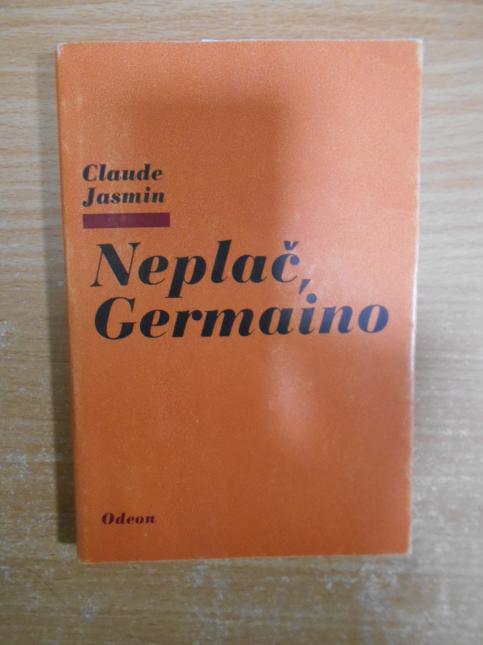 Claude
Jasmin
Neplač,
Germaino
Odeon